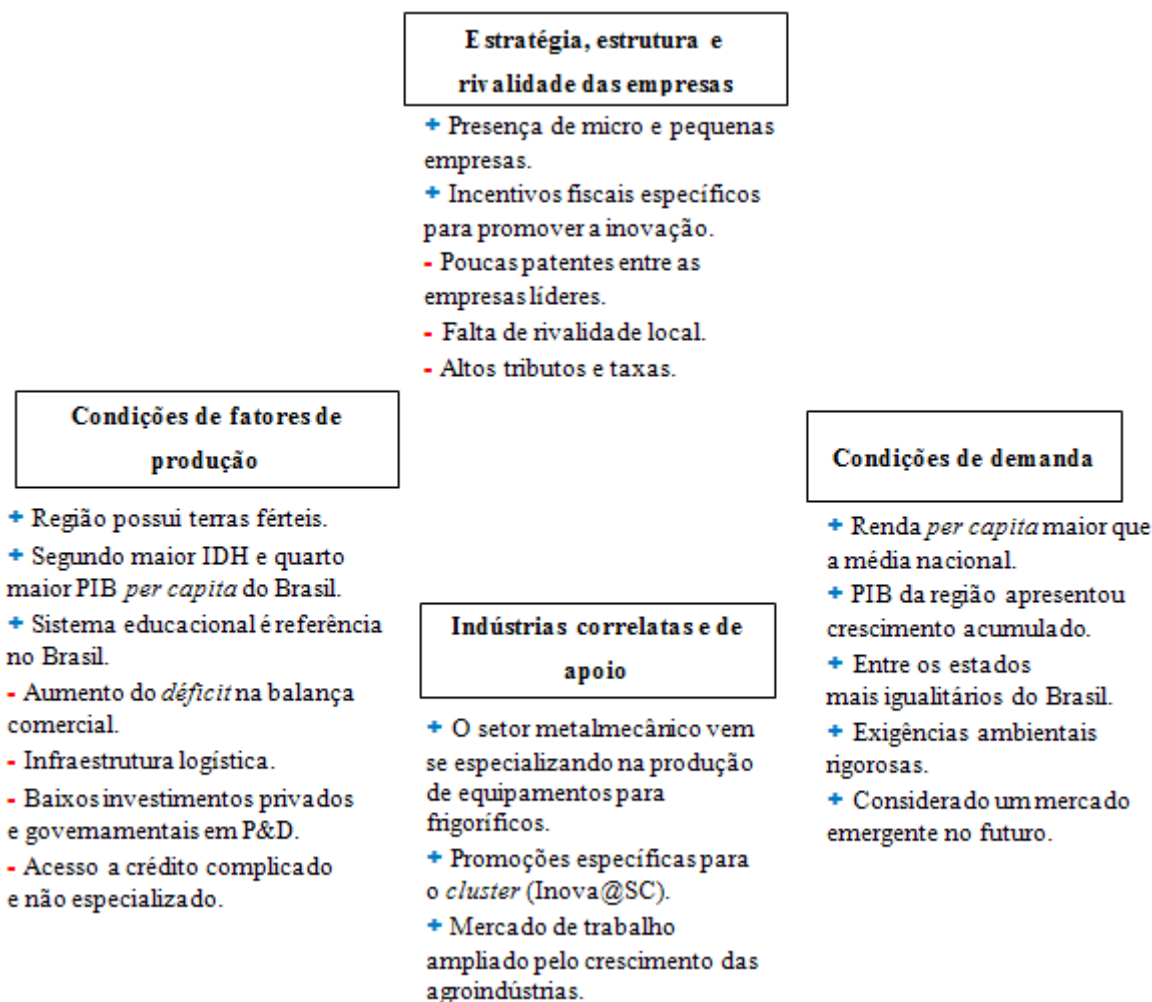 Estratégia, estrutura e
rivalidade das empresas
+ Presença de micro e pequenas
empresas.
+ Incentivos fiscais específicos
para promover a inovação.
- Poucas patentes entre as
empresas líderes.
- Falta de rivalidade local.
- Altos tributos e taxas.
Condições de fatores de
produção
+ Região possui terras férteis.
+ Segundo maior IDH e quarto
maior PIB per capita do Brasil.
+ Sistema educacional é referência
no Brasil.
- Aumento do déficit na balança
comercial.
- Infraestrutura logística.
- Baixos investimentos privados
e governamentais em P&D.
- Acesso a crédito complicado
e não especializado.
Indústrias correlatas e de
apoio
+ O setor metalmecânico vem
se especializando na produção
de equipamentos para
frigoríficos.
+ Promoções específicas para
o cluster (Inova@SC).
+ Mercado de trabalho
ampliado pelo crescimento das
agroindústrias.
Condições de demanda
+ Renda per capita maior que
a média nacional.
+ PIB da região apresentou
crescimento acumulado.
+ Entre os estados
mais igualitários do Brasil.
+ Exigências ambientais
rigorosas.
+ Considerado um mercado
emergente no futuro.